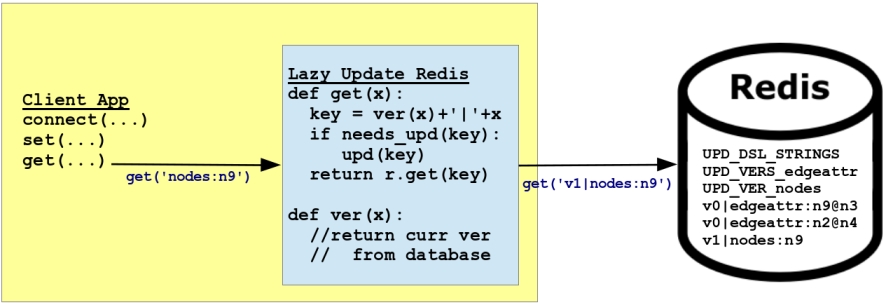 Client App
connect(...)
set(...)
get(...)
get('nodes:n9')
Lazy Update Redis
def get(x):
key = ver(x)+'|'+x
if needs_upd(key):
upd(key)
return r.get(key)
def ver(x):
//return curr ver
// from database
get('v1|nodes:n9')
Redis
UPD_DSL_STRINGS
UPD_VERS_edgeattr
UPD_VER_nodes
v0|edgeattr:n9@n3
v0|edgeattr:n2@n4
v1|nodes:n9